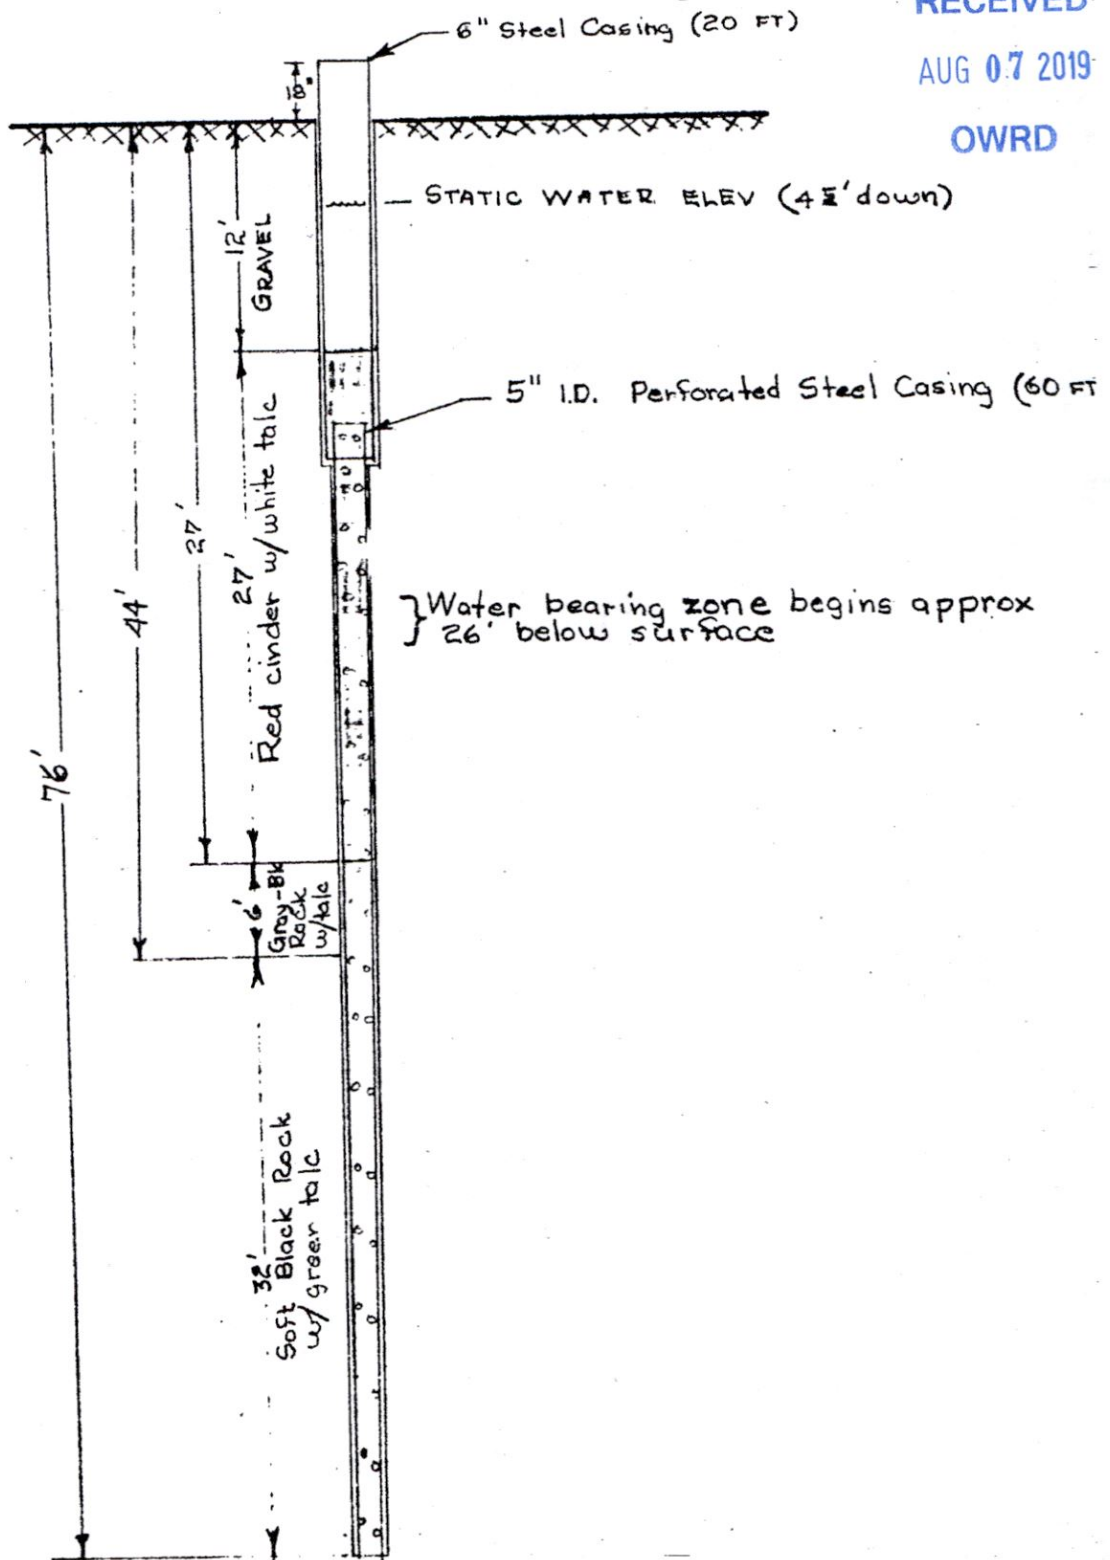 RECEIVED
AUG 07 2019
OWRD
6" Steel Casing (20 FT)
18"
STATIC WATER ELEV (4 down)
12'
GRAVEL
5" I.D. Perforated Steel Casing (60 FT
27'
Red cinder w/white talc
27'
44'
76'
Water bearing zone begins approx
26' below surface
6'
Gray-Bk
Rock
w/talc
32'
Soft Black Rock
w/ green talc